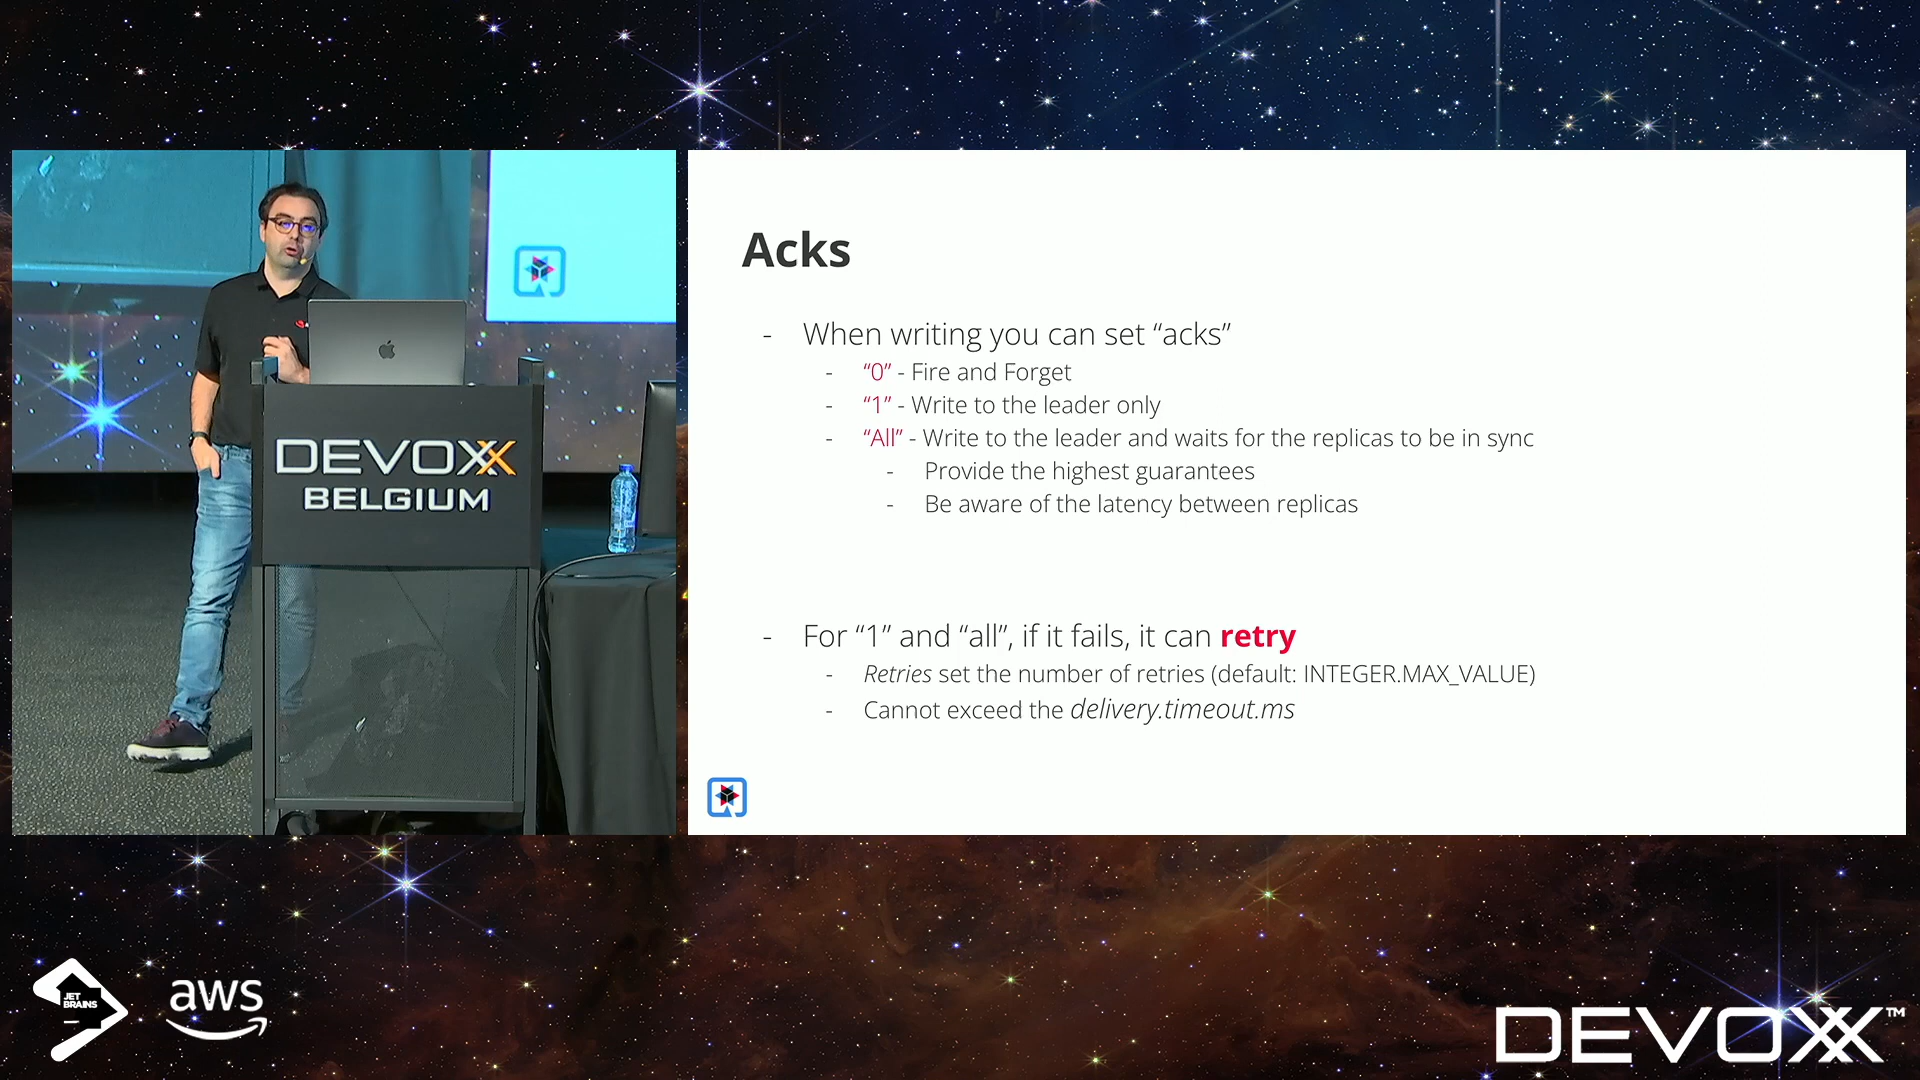 Acks
- When writing you can set “acks”
- “0” - Fire and Forget
- “1” - Write to the leader only
- “All” - Write to the leader and waits for the replicas to be in sync
- Provide the highest guarantees
- Be aware of the latency between replicas
- For “1” and “all”, if it fails, it can retry
- Retries set the number of retries (default: INTEGER.MAX_VALUE)
- Cannot exceed the delivery.timeout.ms
DEVOXX
BELGIUM
JET
BRAINS
aws
DEVOXX™